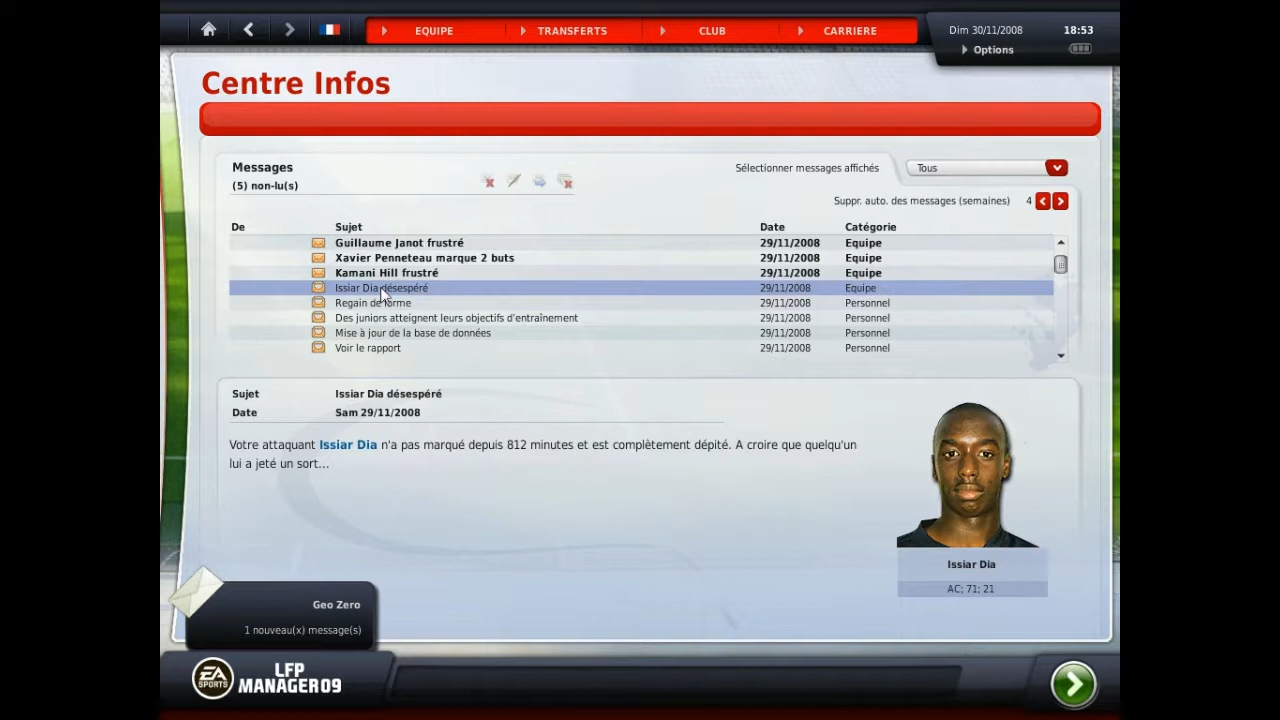 EQUIPE
TRANSFERTS
CLUB
CARRIERE
Dim 30/11/2008 18:53
Options
Centre Infos
Messages
(5) non-lu(s)
Sélectionner messages affichés
Tous
Suppr. auto. des messages (semaines) 4
De Sujet Date Catégorie
Guillaume Janot frustré 29/11/2008 Equipe
Xavier Penneteau marque 2 buts 29/11/2008 Equipe
Kamani Hill frustré 29/11/2008 Equipe
Issiar Dia désespéré 29/11/2008 Equipe
Regain de forme 29/11/2008 Personnel
Des juniors atteignent leurs objectifs d'entraînement 29/11/2008 Personnel
Mise à jour de la base de données 29/11/2008 Personnel
Voir le rapport 29/11/2008 Personnel
Sujet Issiar Dia désespéré
Date Sam 29/11/2008
Votre attaquant Issiar Dia n'a pas marqué depuis 812 minutes et est complètement dépité. A croire que quelqu'un
lui a jeté un sort...
Issiar Dia
AC; 71; 21
Geo Zero
1 nouveau(x) message(s)
EA
SPORTS
LFP
MANAGER09